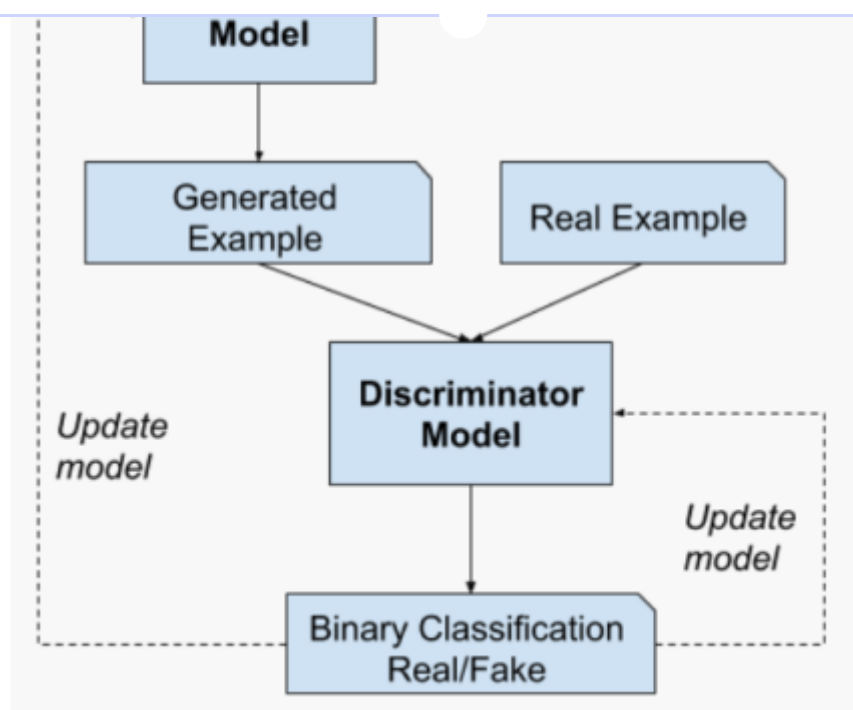 Model
Generated
Example
Real Example
Discriminator
Model
Update
model
Update
model
Binary Classification
Real/Fake